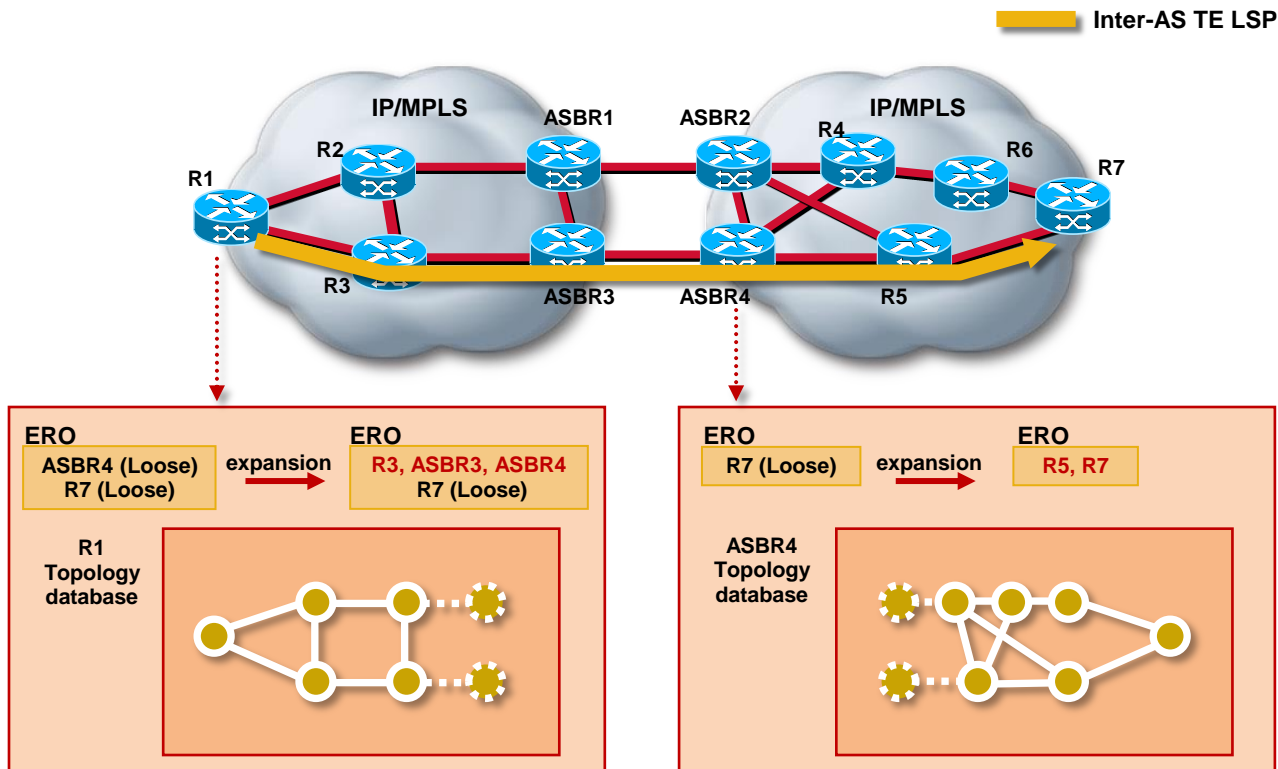 Inter-AS TE LSP
IP/MPLS
ASBR1
ASBR2
IP/MPLS
R4
R2
R6
R1
R7
R3
ASBR3
ASBR4
R5
ERO
ERO
ASBR4 (Loose)
R7 (Loose)
expansion
R3, ASBR3, ASBR4
R7 (Loose)
R1
Topology
database
ERO
ERO
R7 (Loose)
expansion
R5, R7
ASBR4
Topology
database